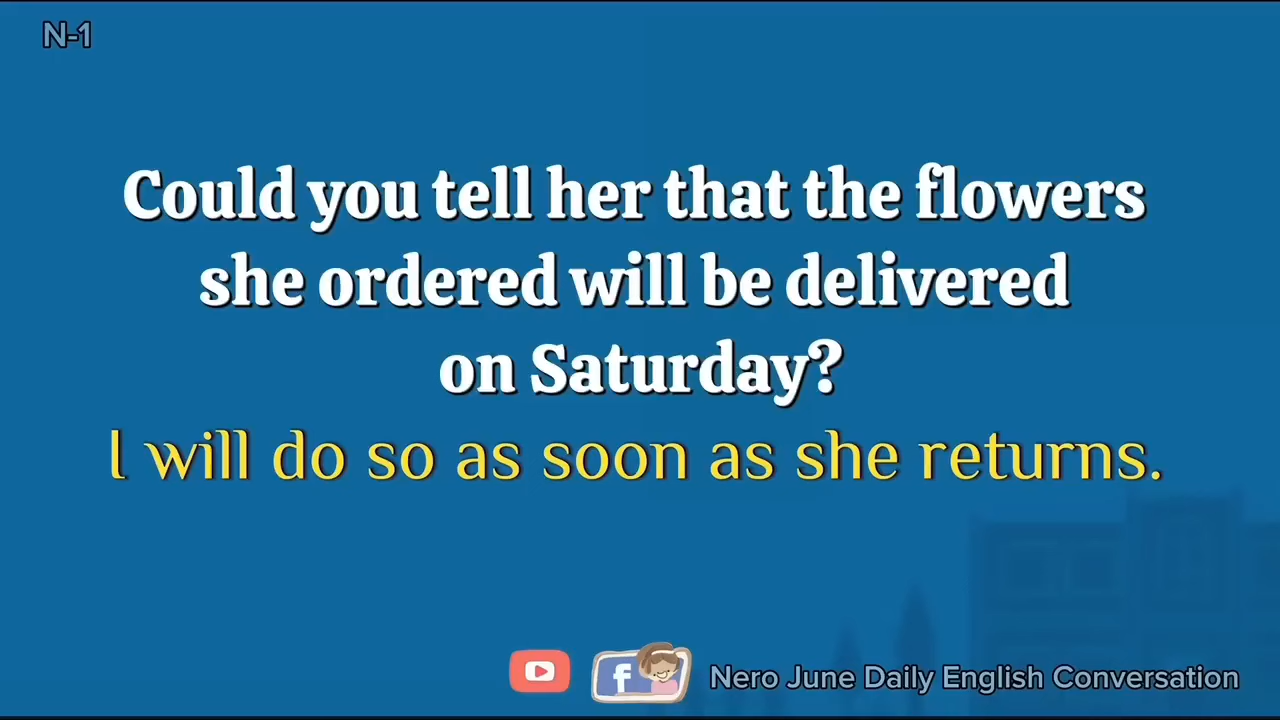 N-1
Could you tell her that the flowers
she ordered will be delivered
on Saturday?
I will do so as soon as she returns.
f
Nero June Daily English Conversation